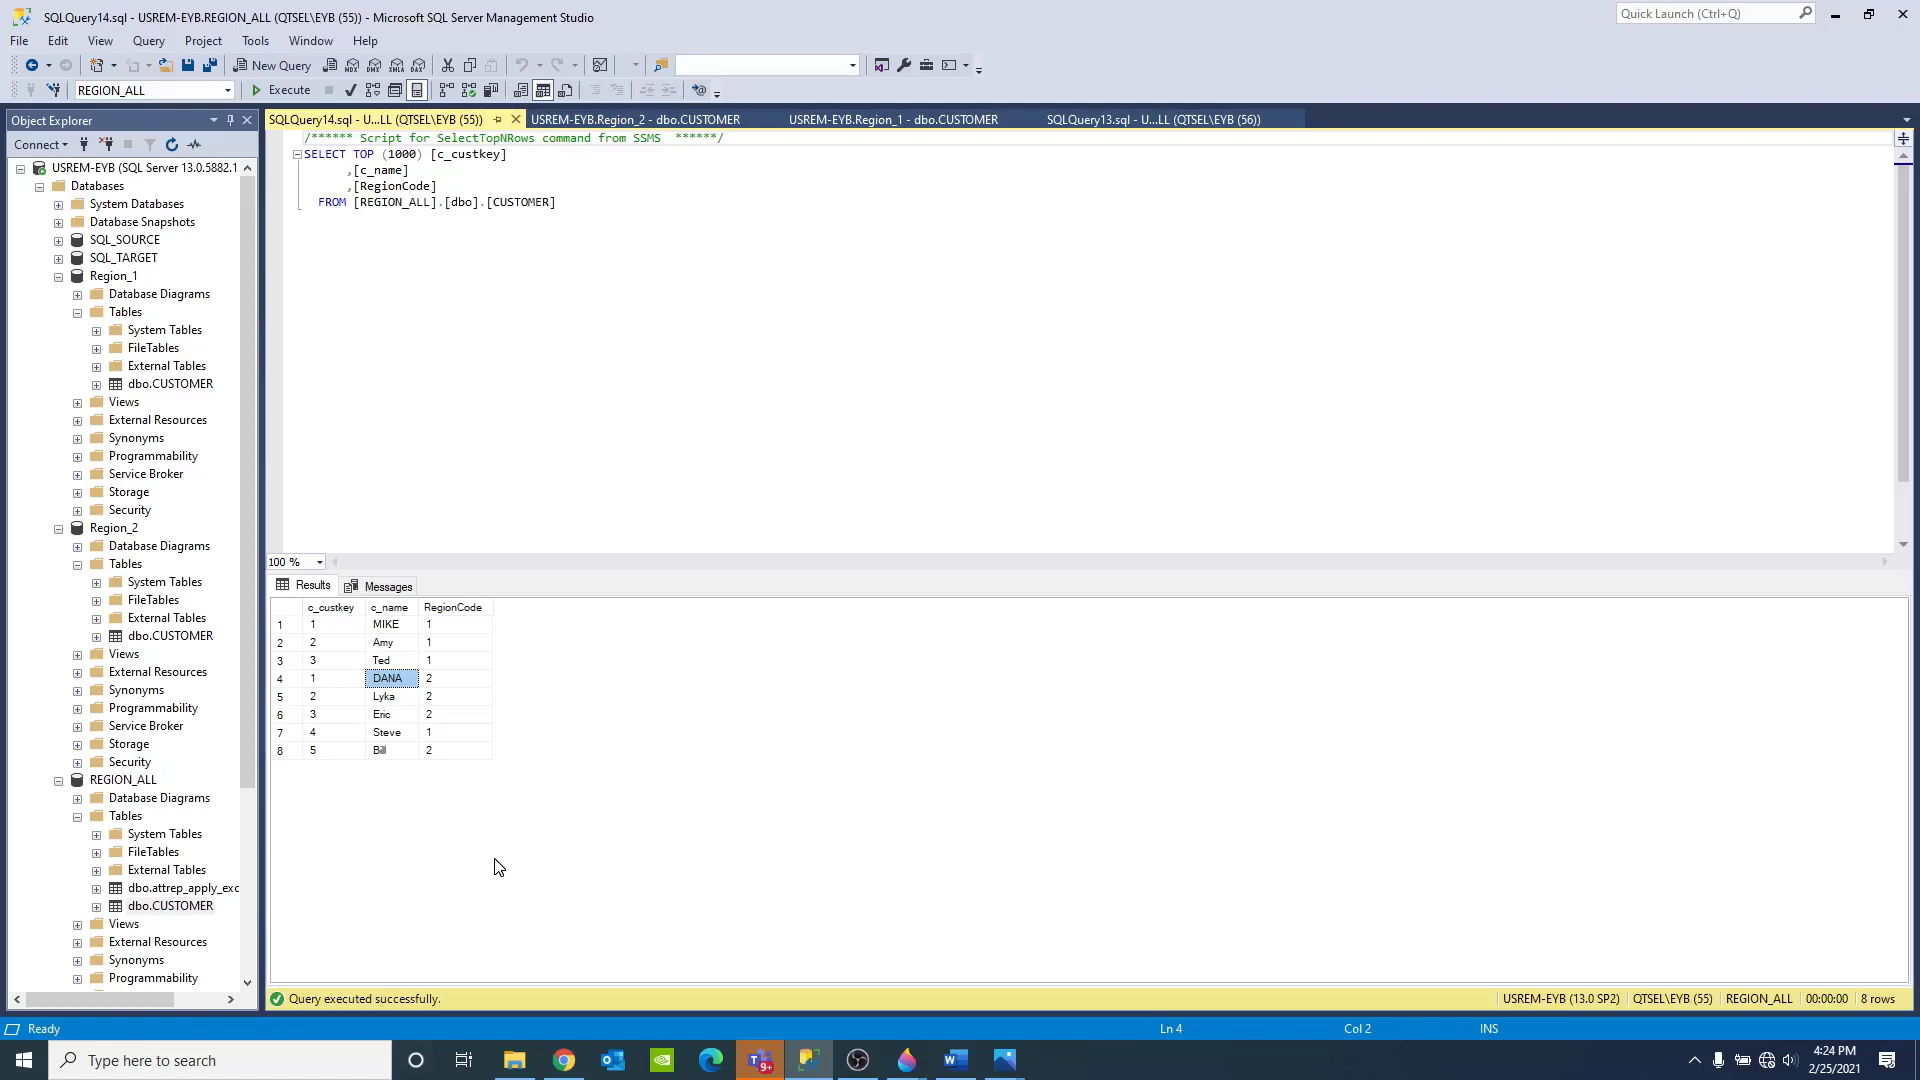 SQLQuery14.sql - USREM-EYB.REGION_ALL (QTSEL\EYB (55)) - Microsoft SQL Server Management Studio
Quick Launch (Ctrl+Q)
File Edit View Query Project Tools Window Help
New Query
MDX DMX XMLA DAX
REGION_ALL
Execute
Object Explorer
SQLQuery14.sql - U...LL (QTSEL\EYB (55))
USREM-EYB.Region_2 - dbo.CUSTOMER
USREM-EYB.Region_1 - dbo.CUSTOMER
SQLQuery13.sql - U...LL (QTSEL\EYB (56))
Connect
USREM-EYB (SQL Server 13.0.5882.1
Databases
System Databases
Database Snapshots
SQL_SOURCE
SQL_TARGET
Region_1
Database Diagrams
Tables
System Tables
FileTables
External Tables
dbo.CUSTOMER
Views
External Resources
Synonyms
Programmability
Service Broker
Storage
Security
Region_2
Database Diagrams
Tables
System Tables
FileTables
External Tables
dbo.CUSTOMER
Views
External Resources
Synonyms
Programmability
Service Broker
Storage
Security
REGION_ALL
Database Diagrams
Tables
System Tables
FileTables
External Tables
dbo.attrep_apply_exc
dbo.CUSTOMER
Views
External Resources
Synonyms
Programmability
/****** Script for SelectTopNRows command from SSMS  ******/
SELECT TOP (1000) [c_custkey]
,[c_name]
,[RegionCode]
FROM [REGION_ALL].[dbo].[CUSTOMER]
100 %
Results Messages
c_custkey c_name RegionCode
1 1 MIKE 1
2 2 Amy 1
3 3 Ted 1
4 1 DANA 2
5 2 Lyka 2
6 3 Eric 2
7 4 Steve 1
8 5 Bill 2
Query executed successfully.
USREM-EYB (13.0 SP2) QTSEL\EYB (55) REGION_ALL 00:00:00 8 rows
Ready
Ln 4 Col 2 INS
Type here to search
9+
4:24 PM
2/25/2021